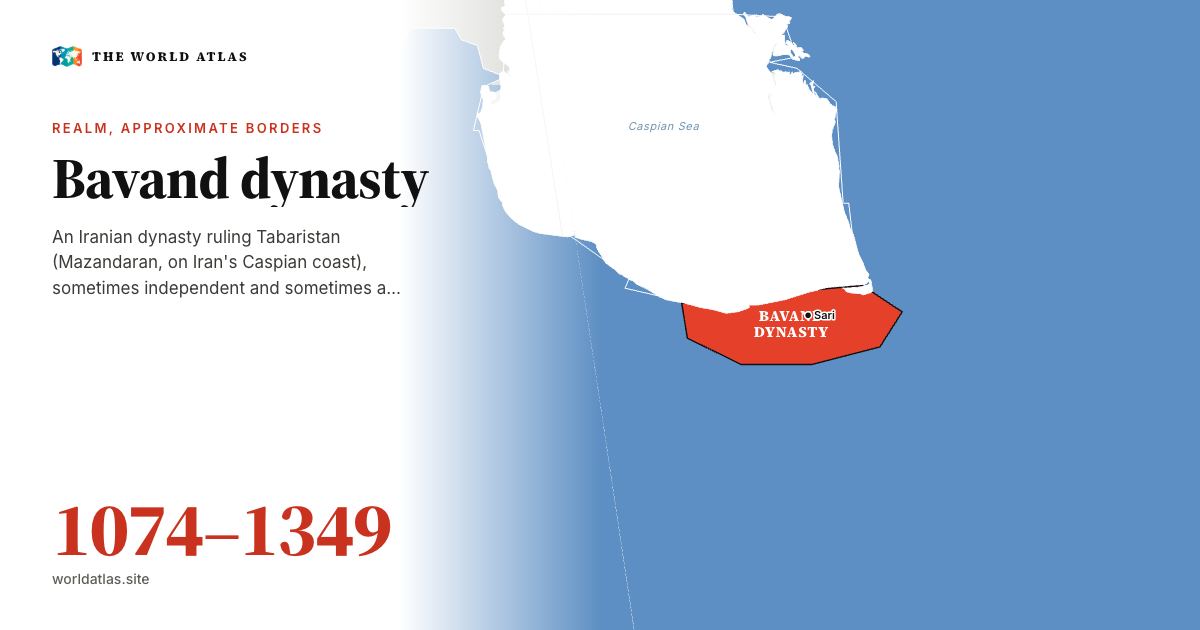 THE WORLD ATLAS
REALM, APPROXIMATE BORDERS
Bavand dynasty
An Iranian dynasty ruling Tabaristan
(Mazandaran, on Iran's Caspian coast),
sometimes independent and sometimes a...
1074–1349
worldatlas.site
Caspian Sea
Sari
DYNASTY